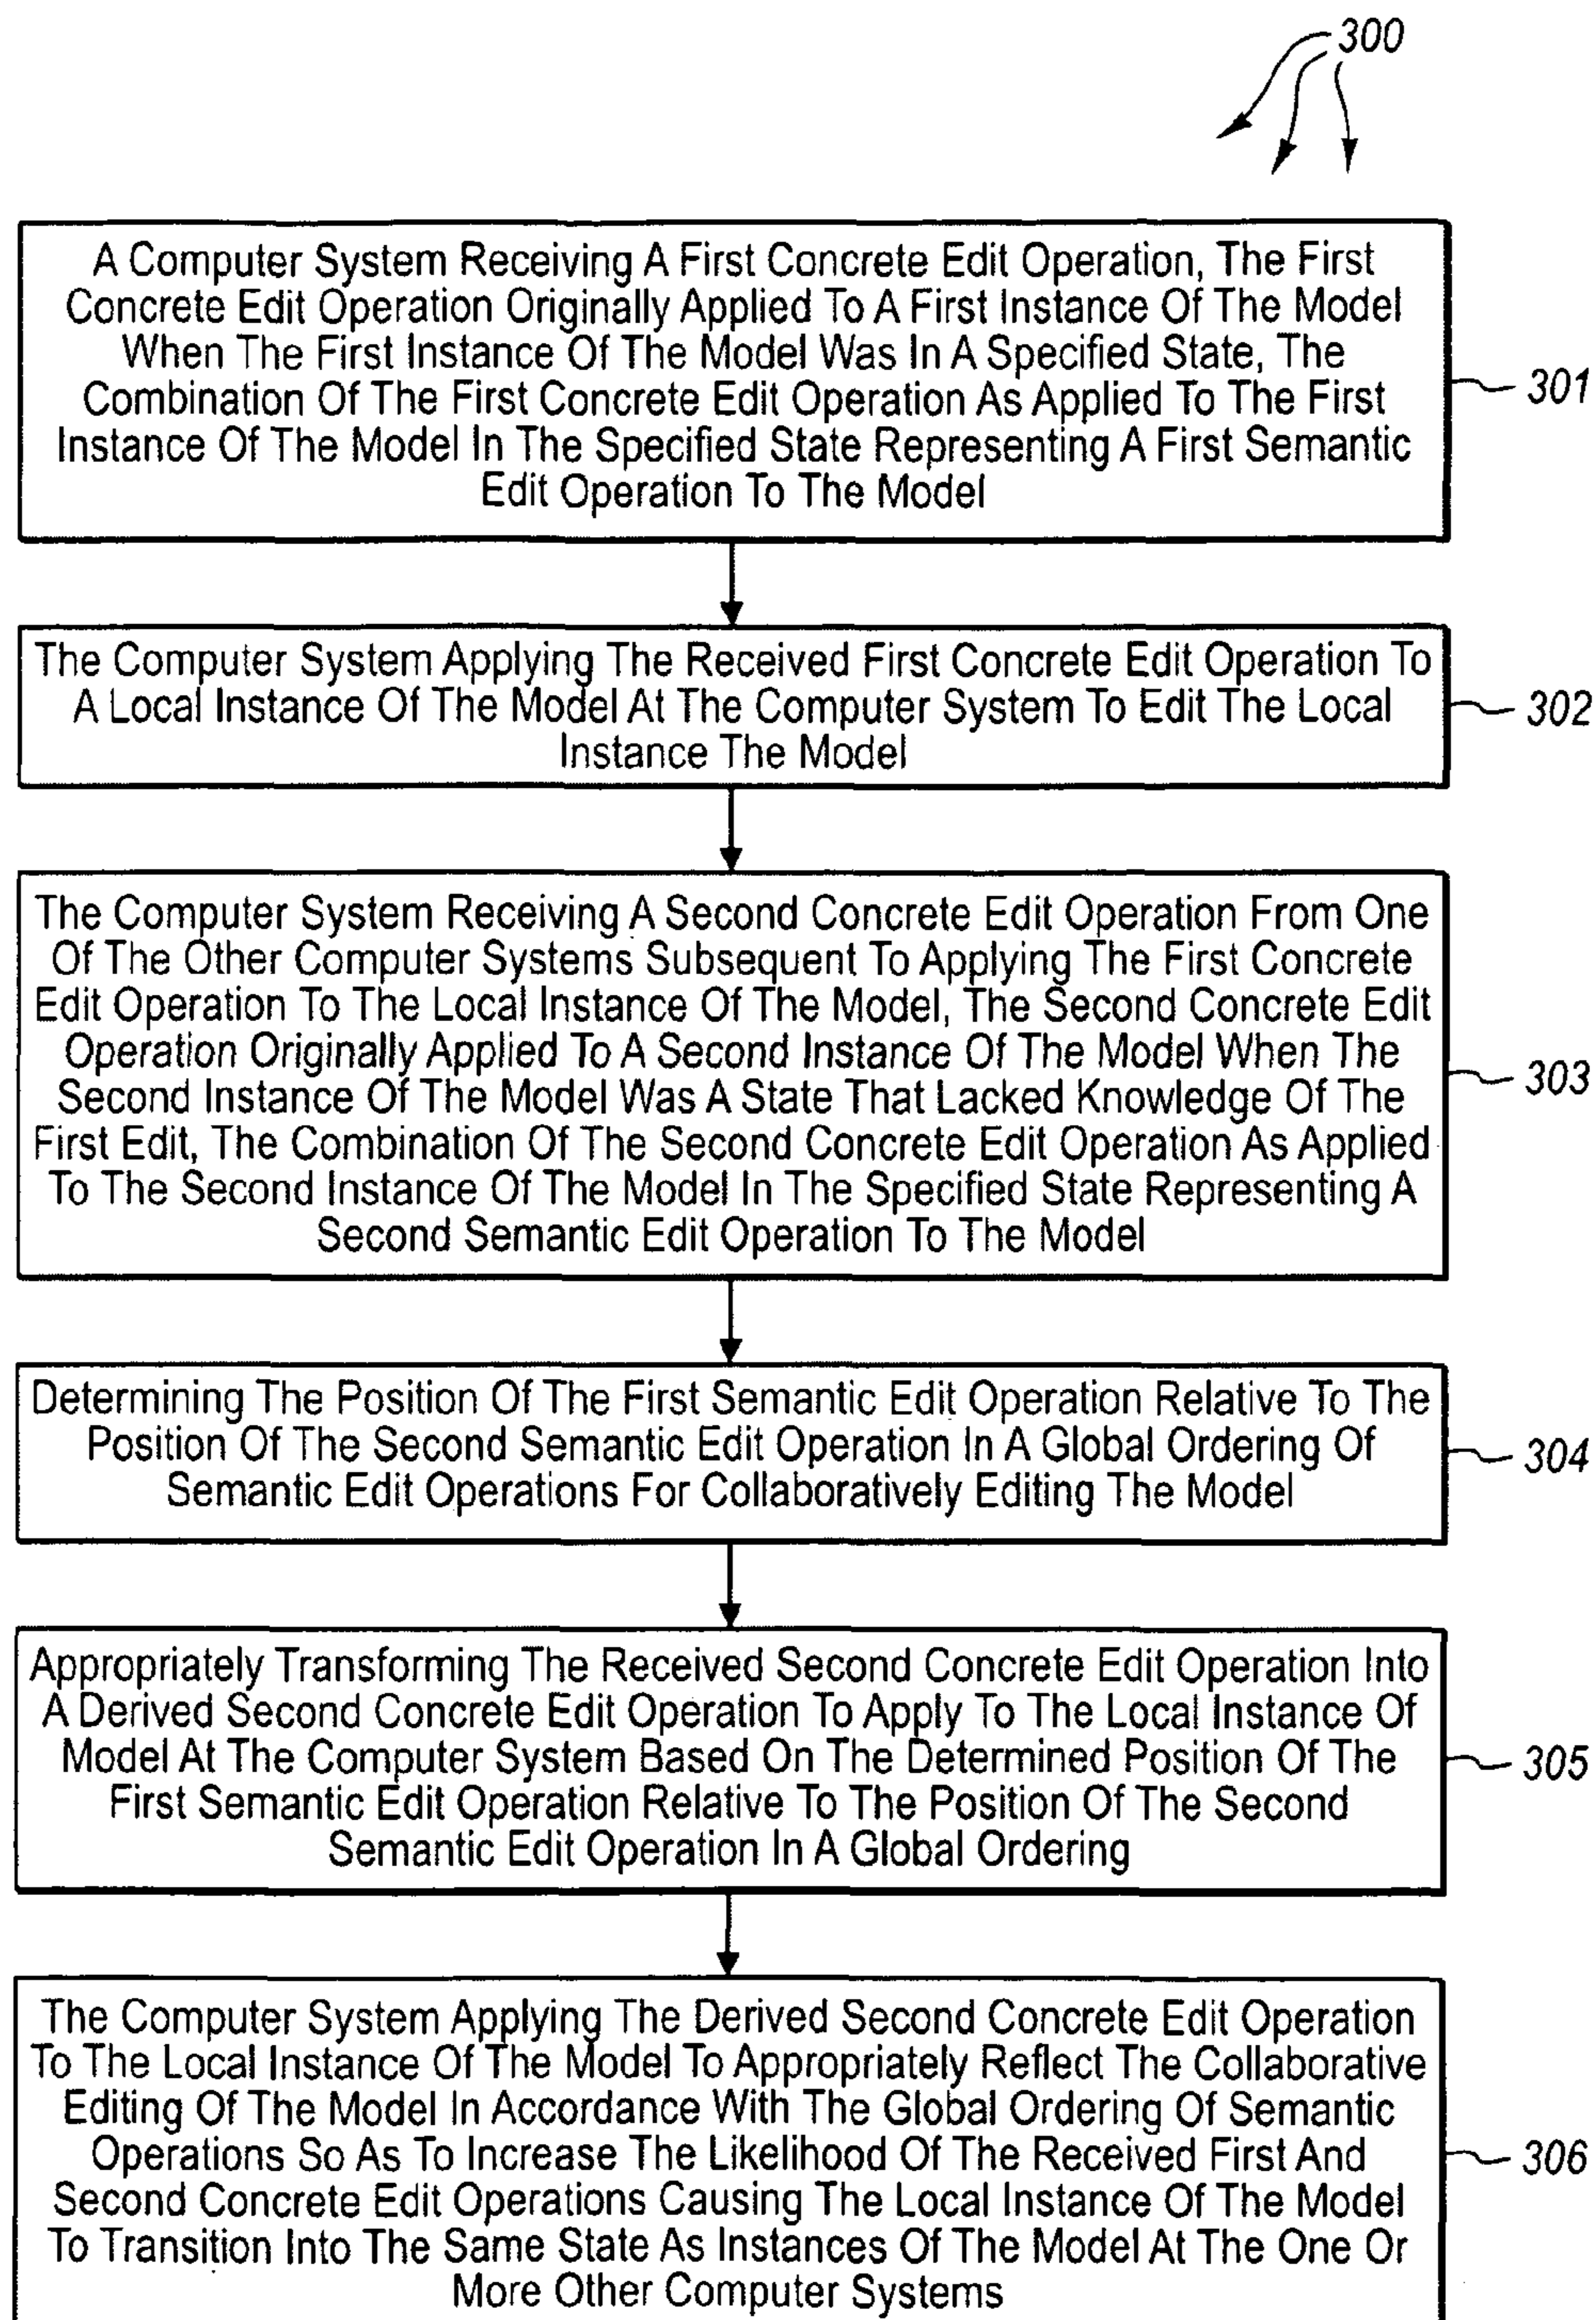 300
A Computer System Receiving A First Concrete Edit Operation, The First
Concrete Edit Operation Originally Applied To A First Instance Of The Model
When The First Instance Of The Model Was In A Specified State, The
Combination Of The First Concrete Edit Operation As Applied To The First
Instance Of The Model In The Specified State Representing A First Semantic
Edit Operation To The Model
301
The Computer System Applying The Received First Concrete Edit Operation To
A Local Instance Of The Model At The Computer System To Edit The Local
Instance The Model
302
The Computer System Receiving A Second Concrete Edit Operation From One
Of The Other Computer Systems Subsequent To Applying The First Concrete
Edit Operation To The Local Instance Of The Model, The Second Concrete Edit
Operation Originally Applied To A Second Instance Of The Model When The
Second Instance Of The Model Was A State That Lacked Knowledge Of The
First Edit, The Combination Of The Second Concrete Edit Operation As Applied
To The Second Instance Of The Model In The Specified State Representing A
Second Semantic Edit Operation To The Model
303
Determining The Position Of The First Semantic Edit Operation Relative To The
Position Of The Second Semantic Edit Operation In A Global Ordering Of
Semantic Edit Operations For Collaboratively Editing The Model
304
Appropriately Transforming The Received Second Concrete Edit Operation Into
A Derived Second Concrete Edit Operation To Apply To The Local Instance Of
Model At The Computer System Based On The Determined Position Of The
First Semantic Edit Operation Relative To The Position Of The Second
Semantic Edit Operation In A Global Ordering
305
The Computer System Applying The Derived Second Concrete Edit Operation
To The Local Instance Of The Model To Appropriately Reflect The Collaborative
Editing Of The Model In Accordance With The Global Ordering Of Semantic
Operations So As To Increase The Likelihood Of The Received First And
Second Concrete Edit Operations Causing The Local Instance Of The Model
To Transition Into The Same State As Instances Of The Model At The One Or
More Other Computer Systems
306